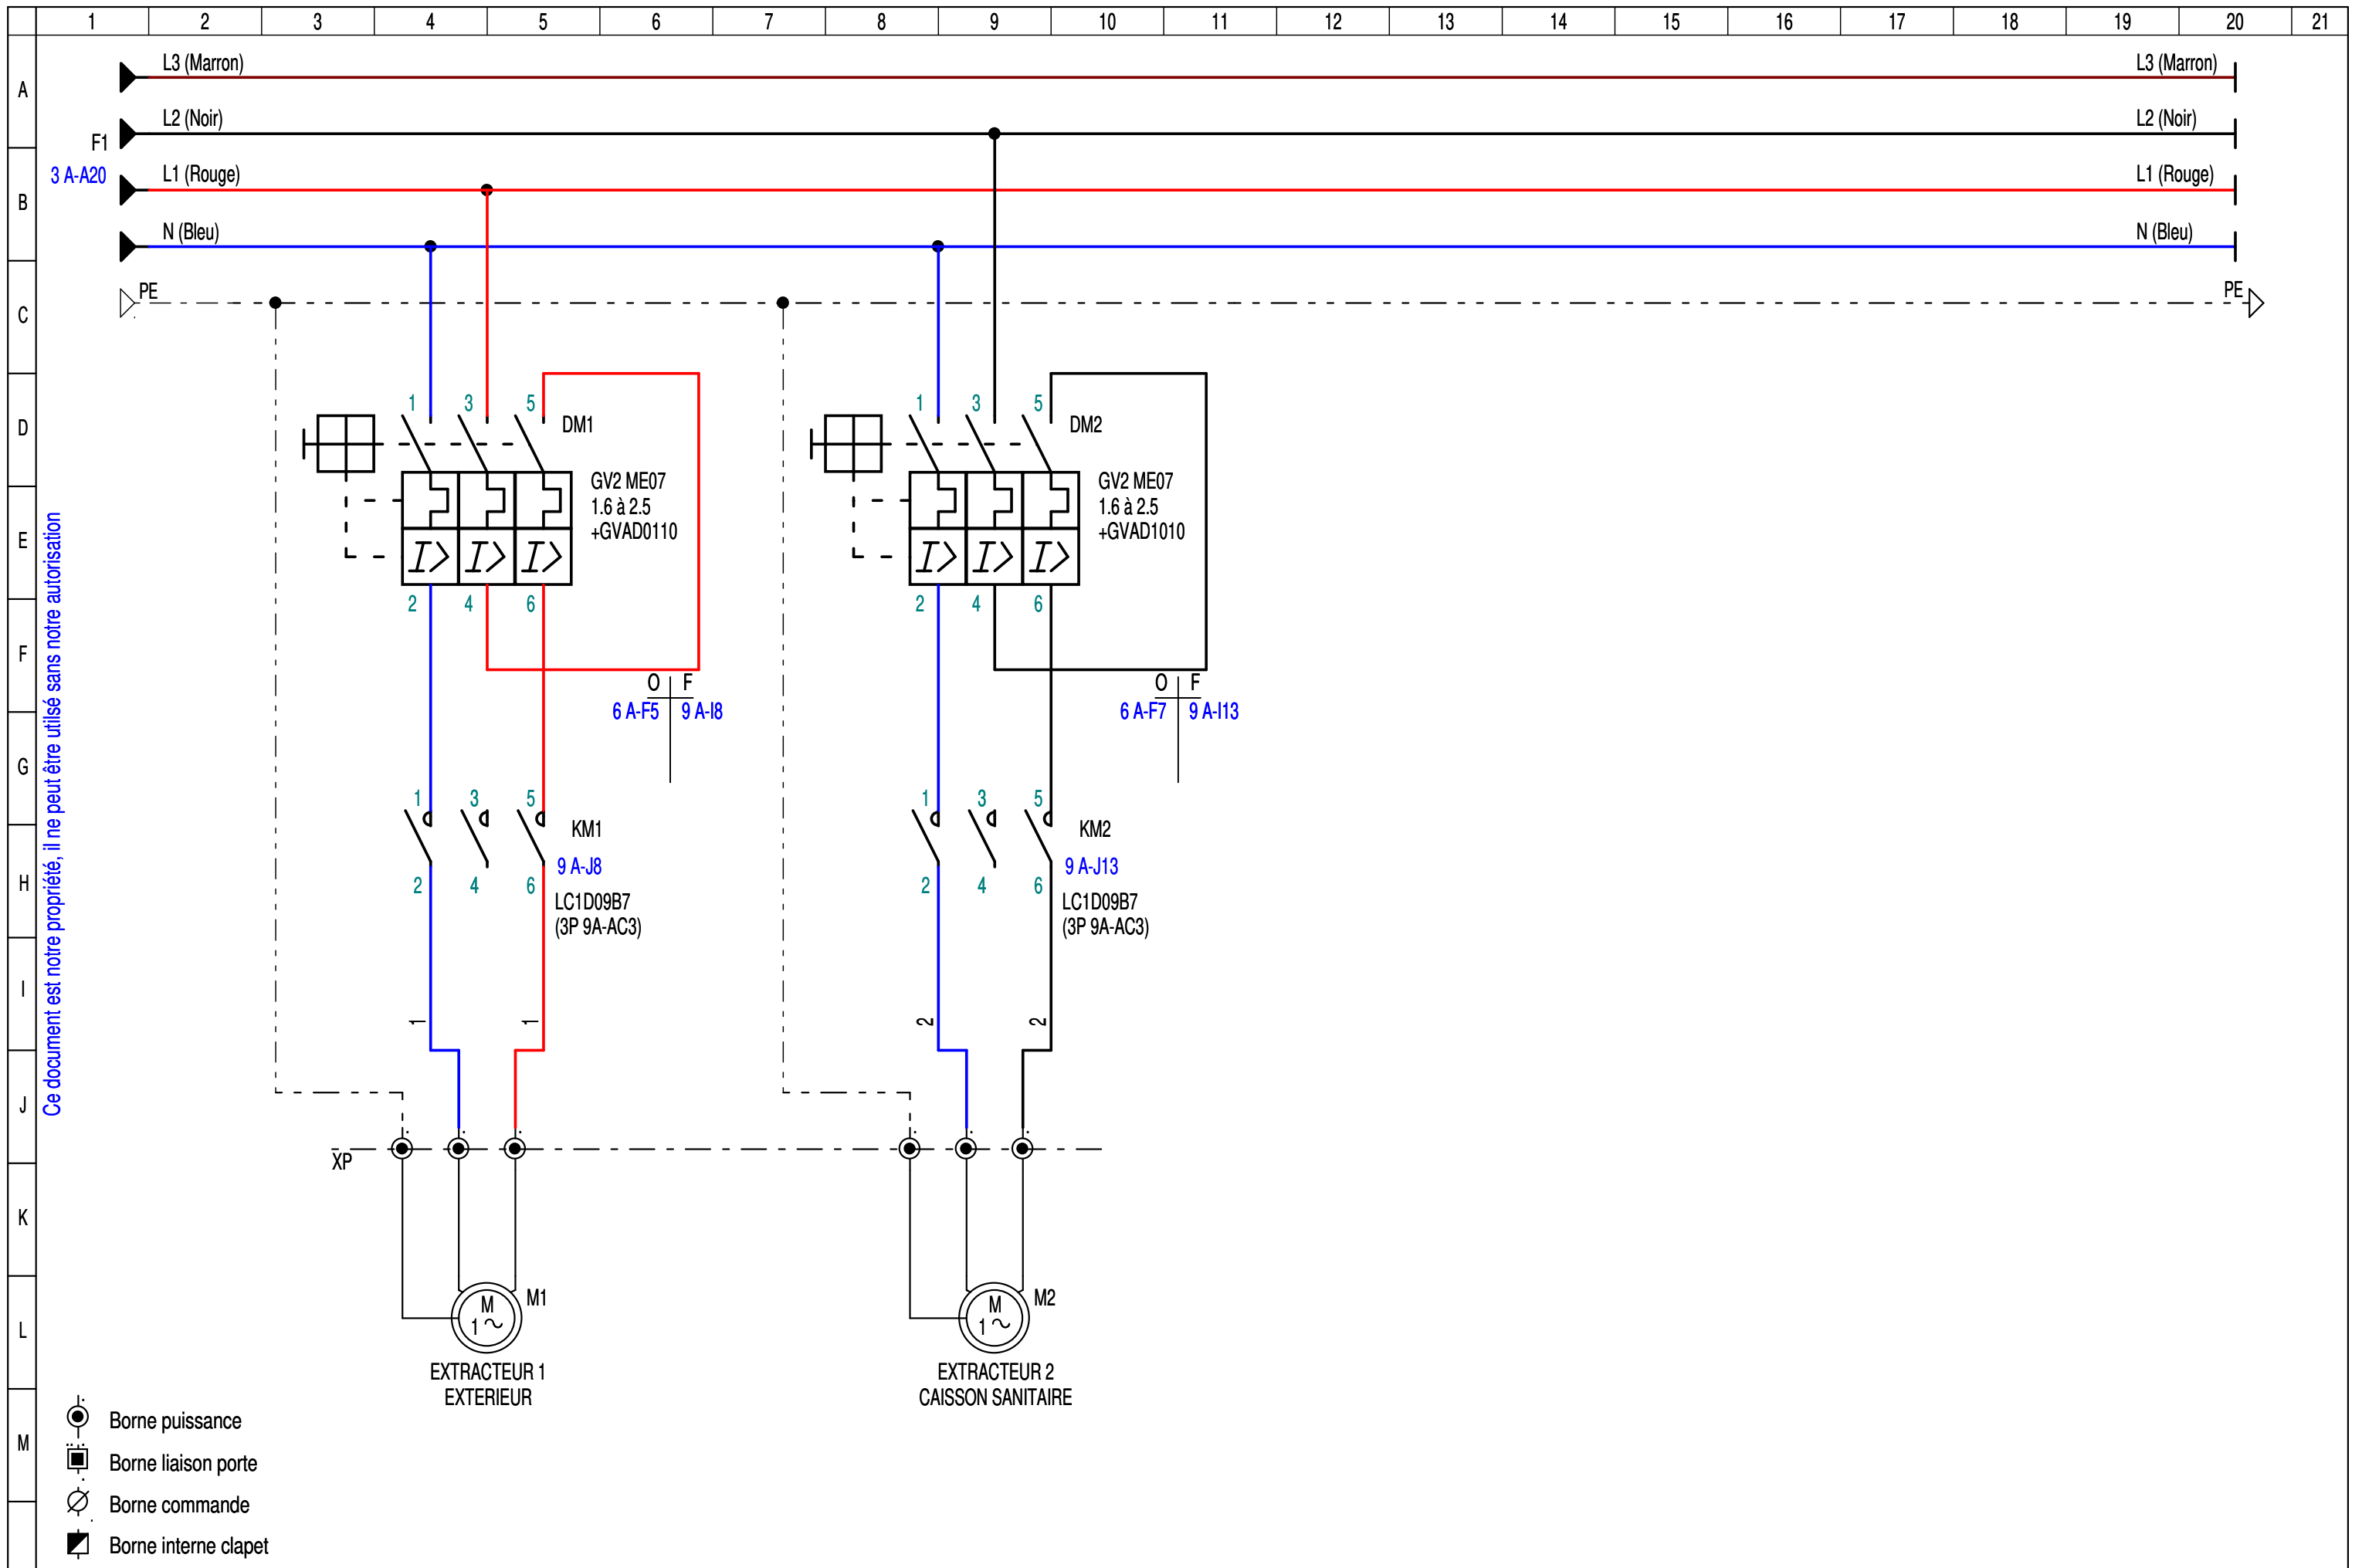 1 2 3 4 5 6 7 8 9 10 11 12 13 14 15 16 17 18 19 20 21
A
B
C
D
E
F
G
H
I
J
K
L
M
Ce document est notre propriété, il ne peut être utilsé sans notre autorisation
L3 (Marron) L3 (Marron)
L2 (Noir) L2 (Noir)
F1
3 A-A20
L1 (Rouge) L1 (Rouge)
N (Bleu) N (Bleu)
PE PE
1 3 5 DM1
GV2 ME07
1.6 à 2.5
+GVAD0110
I> I> I>
2 4 6
O F
6 A-F5 9 A-I8
1 3 5
KM1
9 A-J8
2 4 6
LC1D09B7
(3P 9A-AC3)
1 1
1 3 5 DM2
GV2 ME07
1.6 à 2.5
+GVAD1010
I> I> I>
2 4 6
O F
6 A-F7 9 A-I13
1 3 5
KM2
9 A-J13
2 4 6
LC1D09B7
(3P 9A-AC3)
2 2
XP
M
1~
M1
EXTRACTEUR 1
EXTERIEUR
M
1~
M2
EXTRACTEUR 2
CAISSON SANITAIRE
Borne puissance
Borne liaison porte
Borne commande
Borne interne clapet